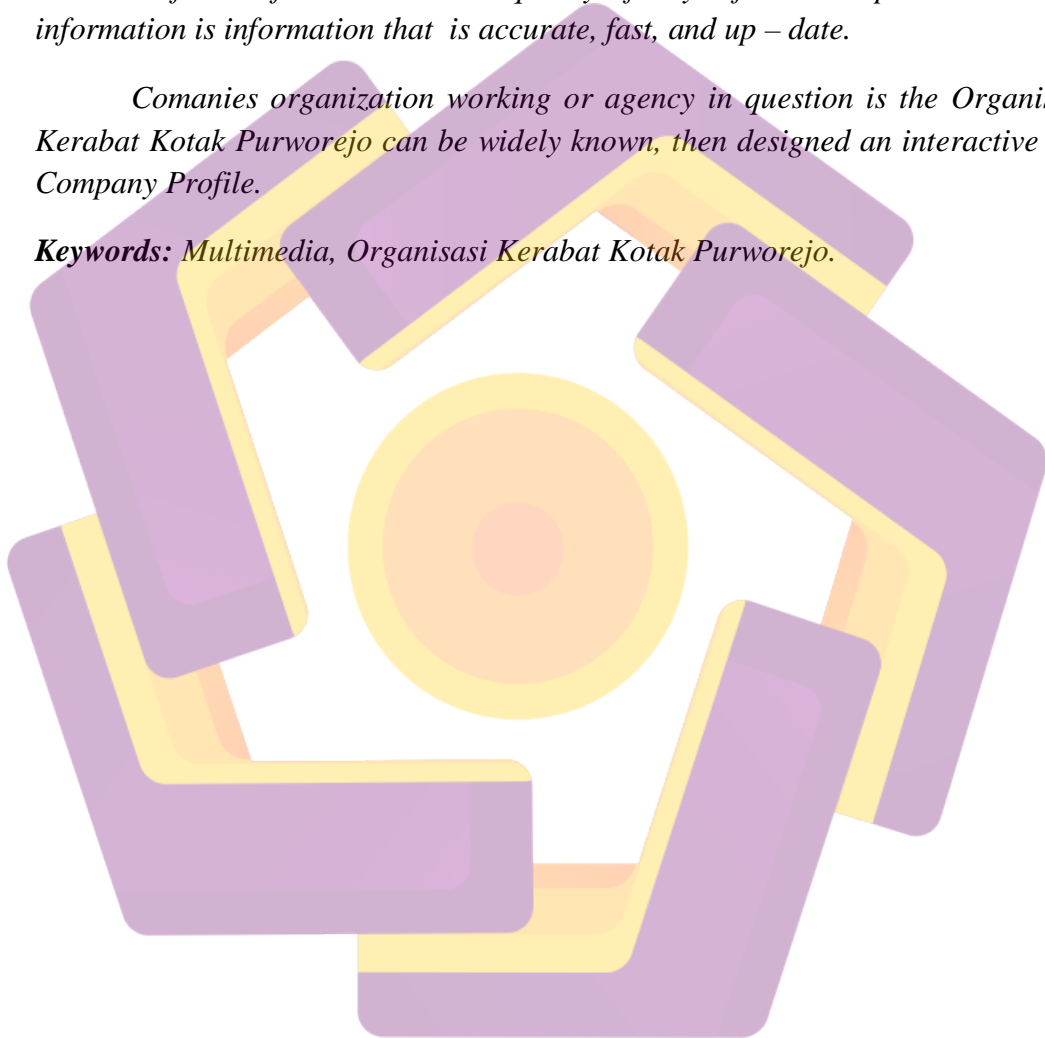 information is information that is accurate, fast, and up – date.
Comanies organization working or agency in question is the Organis
Kerabat Kotak Purworejo can be widely known, then designed an interactive
Company Profile.
Keywords: Multimedia, Organisasi Kerabat Kotak Purworejo.